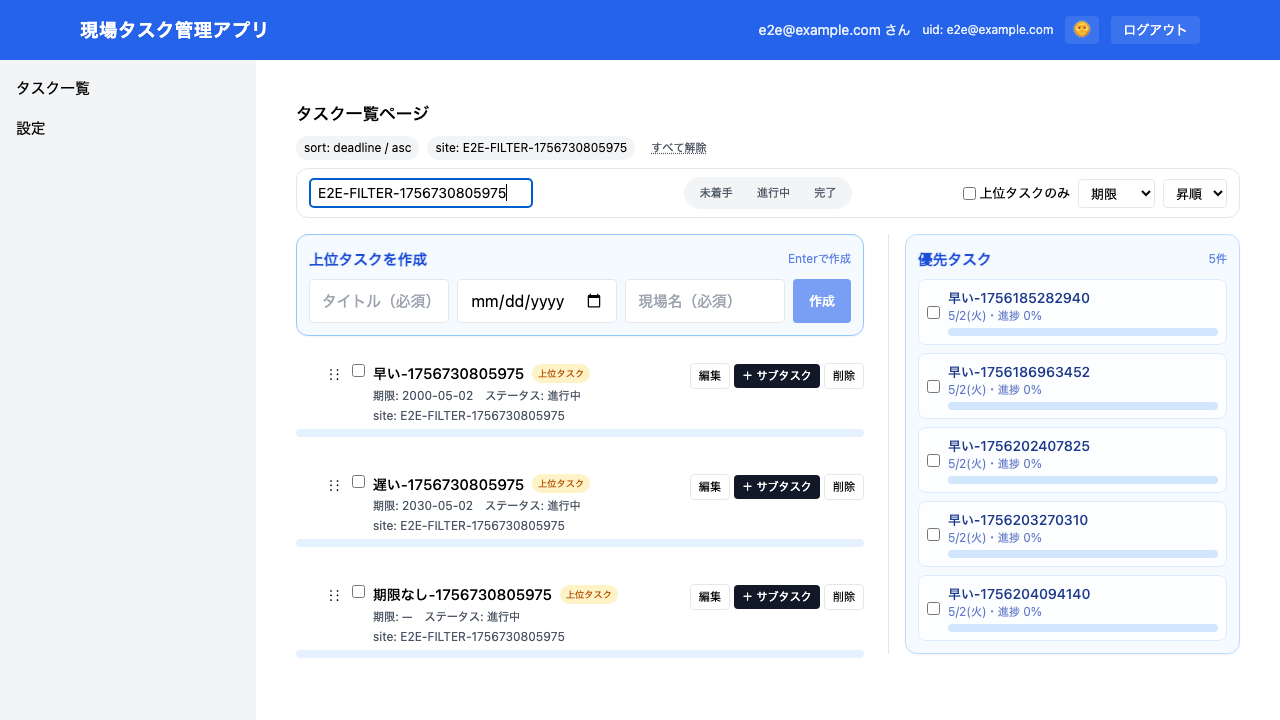 現場タスク管理アプリ
e2e@example.com さん uid: e2e@example.com ログアウト
タスク一覧
設定
タスク一覧ページ
sort: deadline / asc site: E2E-FILTER-1756730805975 すべて解除
E2E-FILTER-1756730805975 未着手 進行中 完了 上位タスクのみ 期限 昇順
上位タスクを作成 Enterで作成
タイトル（必須） mm/dd/yyyy 現場名（必須） 作成
早い-1756730805975 上位タスク 編集 + サブタスク 削除
期限: 2000-05-02 ステータス: 進行中
site: E2E-FILTER-1756730805975
遅い-1756730805975 上位タスク 編集 + サブタスク 削除
期限: 2030-05-02 ステータス: 進行中
site: E2E-FILTER-1756730805975
期限なし-1756730805975 上位タスク 編集 + サブタスク 削除
期限: — ステータス: 進行中
site: E2E-FILTER-1756730805975
優先タスク 5件
早い-1756185282940
5/2(火)・進捗 0%
早い-1756186963452
5/2(火)・進捗 0%
早い-1756202407825
5/2(火)・進捗 0%
早い-1756203270310
5/2(火)・進捗 0%
早い-1756204094140
5/2(火)・進捗 0%